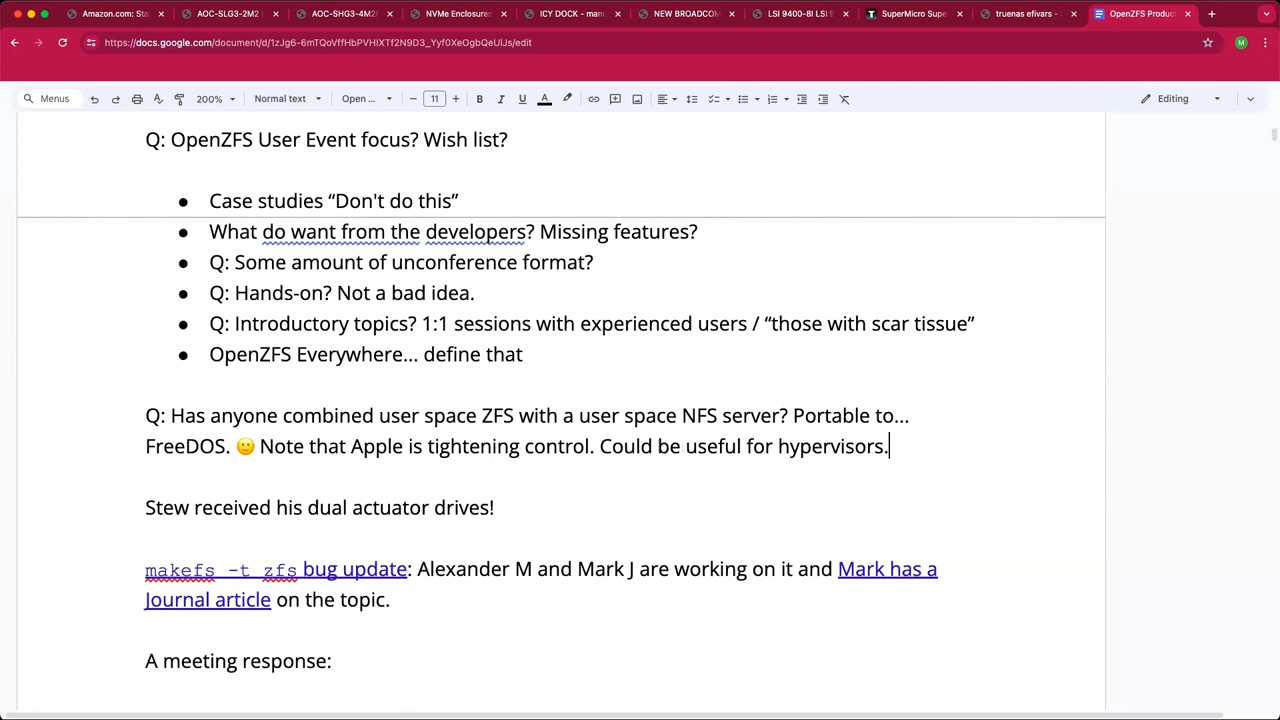 Amazon.com: Sta
AOC-SLG3-2M2
AOC-SHG3-4M2
NVMe Enclosures
ICY DOCK - man
NEW BROADCOM
LSI 9400-8I LSI
SuperMicro Supe
truenas efivars -
OpenZFS Produc
https://docs.google.com/document/d/1zJg6-6mTQoVffHbPVHIXTf2N9D3_Yyf0XeOgbQeUIJs/edit
M
Menus
200%
Normal text
Open ...
11
Editing
Q: OpenZFS User Event focus? Wish list?
● Case studies “Don't do this”
● What do want from the developers? Missing features?
● Q: Some amount of unconference format?
● Q: Hands-on? Not a bad idea.
● Q: Introductory topics? 1:1 sessions with experienced users / “those with scar tissue”
● OpenZFS Everywhere... define that
Q: Has anyone combined user space ZFS with a user space NFS server? Portable to...
FreeDOS. 🙂 Note that Apple is tightening control. Could be useful for hypervisors.
Stew received his dual actuator drives!
makefs -t zfs bug update: Alexander M and Mark J are working on it and Mark has a
Journal article on the topic.
A meeting response: